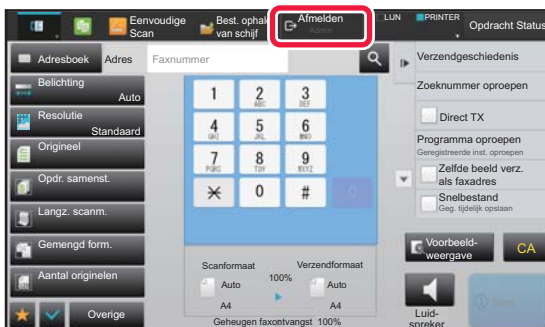 Eenvoudige
Scan
Best. ophal
van schijf
Afmelden
Admin
LUN
PRINTER
Opdracht Status
Adresboek
Adres
Faxnummer
Verzendgeschiedenis
Belichting
Auto
Zoeknummer oproepen
Resolutie
Standaard
Direct TX
Origineel
Programma oproepen
Geregistreerde inst. oproepen
Opdr. samenst.
Zelfde beeld verz.
als faxadres
Langz. scanm.
Snelbestand
Geg. tijdelijk opslaan
Gemengd form.
Voorbeeld-
weergave
CA
Aantal originelen
Overige
1
2 ABC
3 DEF
4 GHI
5 JKL
6 MNO
7 PQRS
8 TUV
9 WXYZ
0
#
C
Scanformaat
100%
Verzendformaat
Auto
A4
Auto
A4
Geheugen faxontvangst 100%
Luid-
spreker
Start